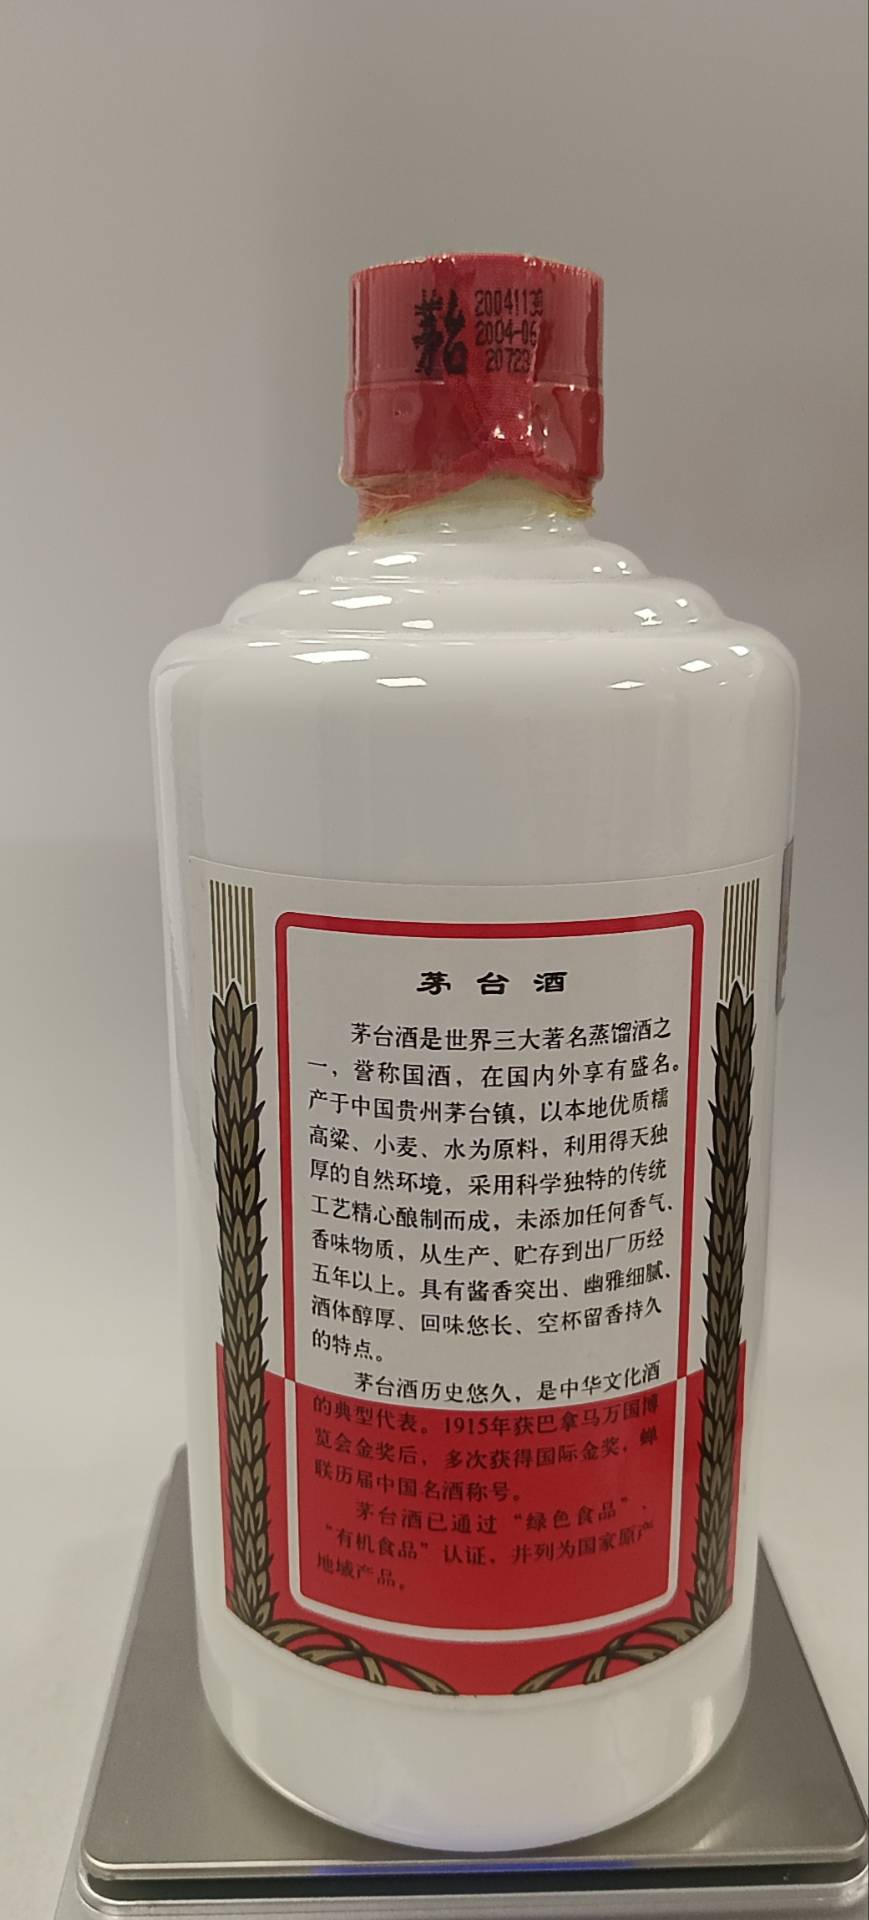 茅台
20041130
2004-06
20723
茅台酒
茅台酒是世界三大著名蒸馏酒之
一，誉称国酒，在国内外享有盛名。
产于中国贵州茅台镇，以本地优质糯
高粱、小麦、水为原料，利用得天独
厚的自然环境，采用科学独特的传统
工艺精心酿制而成，未添加任何香气、
香味物质，从生产、贮存到出厂历经
五年以上。具有酱香突出、幽雅细腻、
酒体醇厚、回味悠长、空杯留香持久
的特点。
茅台酒历史悠久，是中华文化酒
的典型代表。1915年获巴拿马万国博
览会金奖后，多次获得国际金奖，蝉
联历届中国名酒称号。
茅台酒已通过“绿色食品”、
“有机食品”认证，并列为国家原产
地域产品。